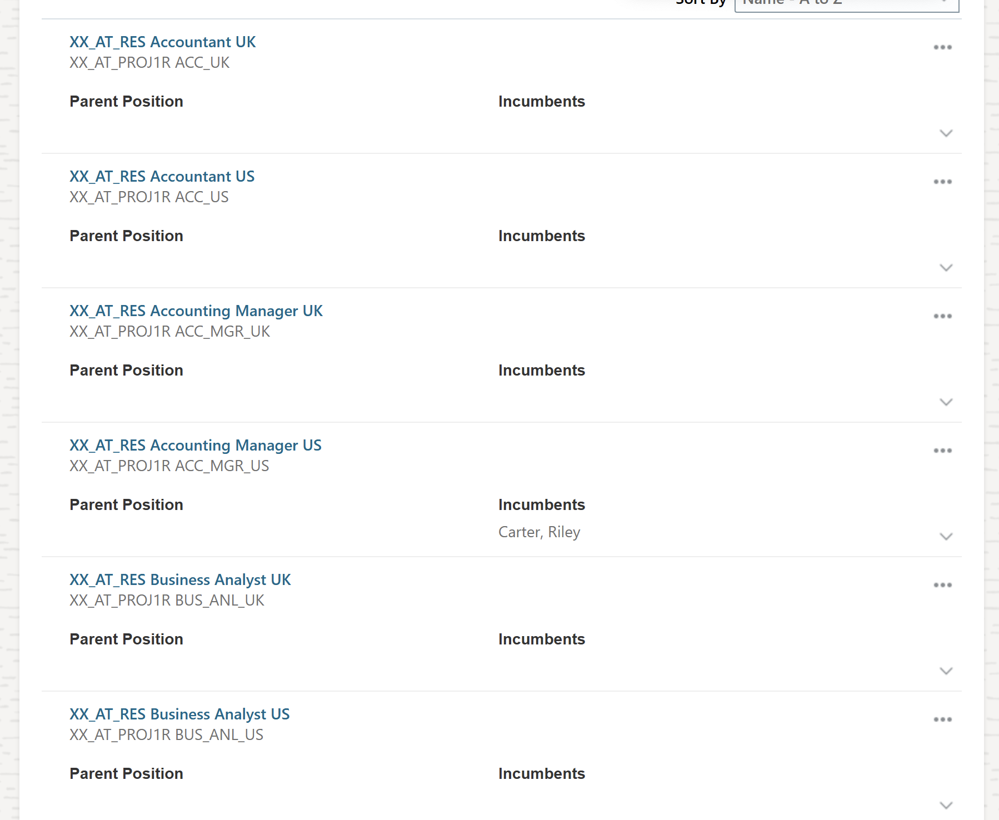 Sort By Name - A to Z
XX_AT_RES Accountant UK
XX_AT_PROJ1R ACC_UK
Parent Position Incumbents
XX_AT_RES Accountant US
XX_AT_PROJ1R ACC_US
Parent Position Incumbents
XX_AT_RES Accounting Manager UK
XX_AT_PROJ1R ACC_MGR_UK
Parent Position Incumbents
XX_AT_RES Accounting Manager US
XX_AT_PROJ1R ACC_MGR_US
Parent Position Incumbents
Carter, Riley
XX_AT_RES Business Analyst UK
XX_AT_PROJ1R BUS_ANL_UK
Parent Position Incumbents
XX_AT_RES Business Analyst US
XX_AT_PROJ1R BUS_ANL_US
Parent Position Incumbents